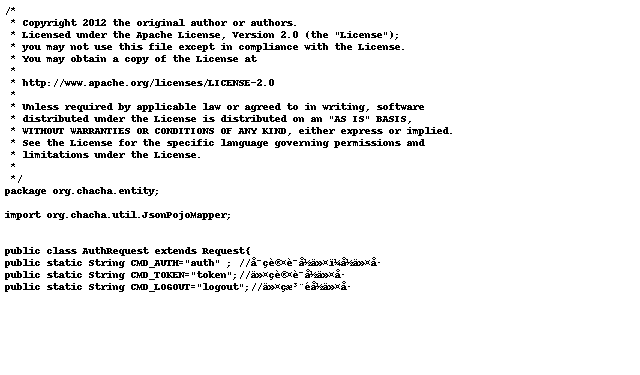 /*
 * Copyright 2012 the original author or authors.
 * Licensed under the Apache License, Version 2.0 (the "License");
 * you may not use this file except in compliance with the License.
 * You may obtain a copy of the License at
 *
 * http://www.apache.org/licenses/LICENSE-2.0
 *
 * Unless required by applicable law or agreed to in writing, software
 * distributed under the License is distributed on an "AS IS" BASIS,
 * WITHOUT WARRANTIES OR CONDITIONS OF ANY KIND, either express or implied.
 * See the License for the specific language governing permissions and
 * limitations under the License.
 *
 */
package org.chacha.entity;
import org.chacha.util.JsonPojoMapper;
public class AuthRequest extends Request{
public static String CMD_AUTH="auth" ; //
public static String CMD_TOKEN="token";//
public static String CMD_LOGOUT="logout";//